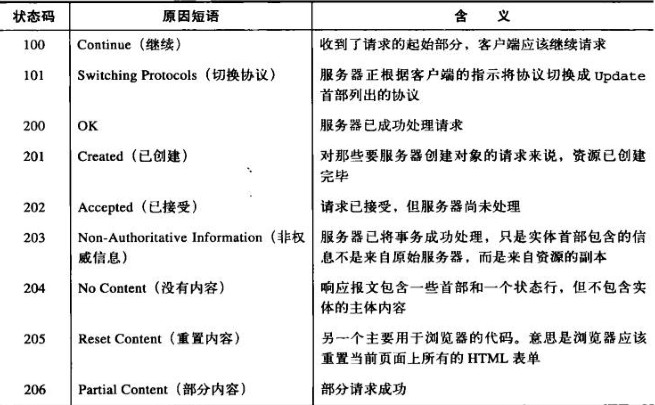 状态码 原因短语 含 义
100 Continue（继续） 收到了请求的起始部分，客户端应该继续请求
101 Switching Protocols（切换协议） 服务器正根据客户端的指示将协议切换成 Update
首部列出的协议
200 OK 服务器已成功处理请求
201 Created（已创建） 对那些要服务器创建对象的请求来说，资源已创建
完毕
202 Accepted（已接受） 请求已接受，但服务器尚未处理
203 Non-Authoritative Information（非权 服务器已将事务成功处理，只是实体首部包含的信
威信息） 息不是来自原始服务器，而是来自资源的副本
204 No Content（没有内容） 响应报文包含一些首部和一个状态行，但不包含实
体的主体内容
205 Reset Content（重置内容） 另一个主要用于浏览器的代码。意思是浏览器应该
重置当前页面上所有的 HTML 表单
206 Partial Content（部分内容） 部分请求成功